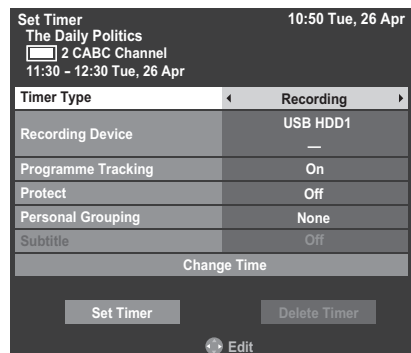 Set Timer 10:50 Tue, 26 Apr
The Daily Politics
2 CABC Channel
11:30 - 12:30 Tue, 26 Apr
Timer Type Recording
Recording Device USB HDD1
—
Programme Tracking On
Protect Off
Personal Grouping None
Subtitle Off
Change Time
Set Timer Delete Timer
Edit